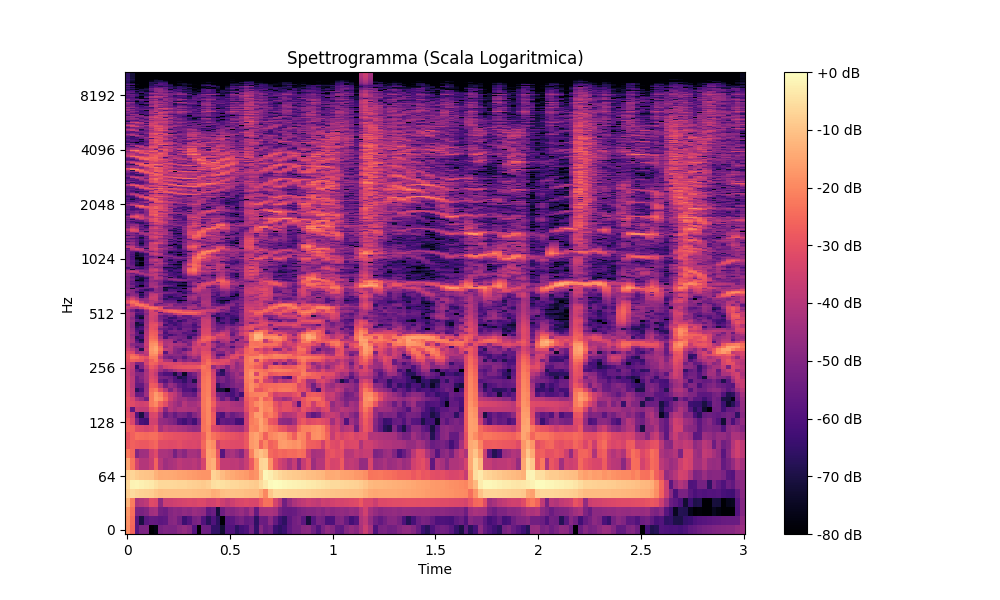 Spettrogramma (Scala Logaritmica)
8192
4096
2048
1024
512
256
128
64
0
Hz
0
0.5
1
1.5
2
2.5
3
Time
+0 dB
-10 dB
-20 dB
-30 dB
-40 dB
-50 dB
-60 dB
-70 dB
-80 dB